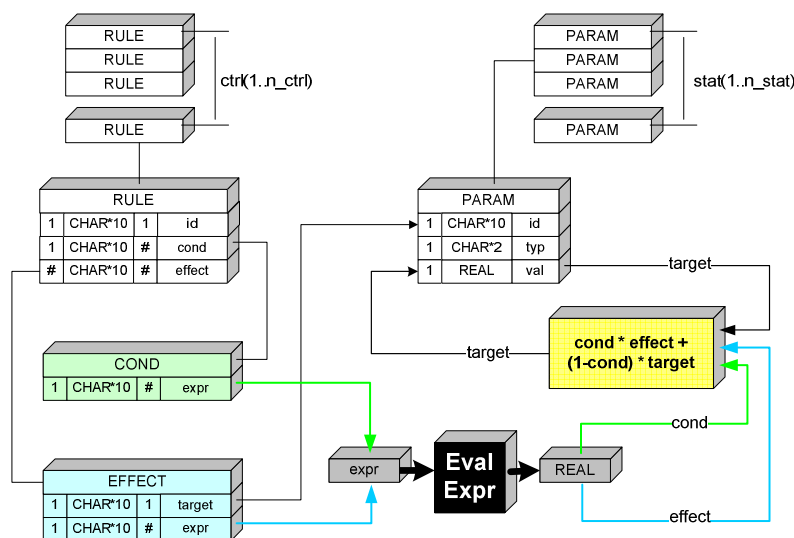 RULE
RULE
RULE
ctrl(1..n_ctrl)
RULE
PARAM
PARAM
PARAM
stat(1..n_stat)
PARAM
RULE
1 CHAR*10 1 id
1 CHAR*10 # cond
# CHAR*10 # effect
PARAM
1 CHAR*10 id
1 CHAR*2 typ
1 REAL val
target
cond * effect +
(1-cond) * target
target
COND
1 CHAR*10 # expr
cond
EFFECT
1 CHAR*10 1 target
1 CHAR*10 # expr
expr
Eval
Expr
REAL
effect